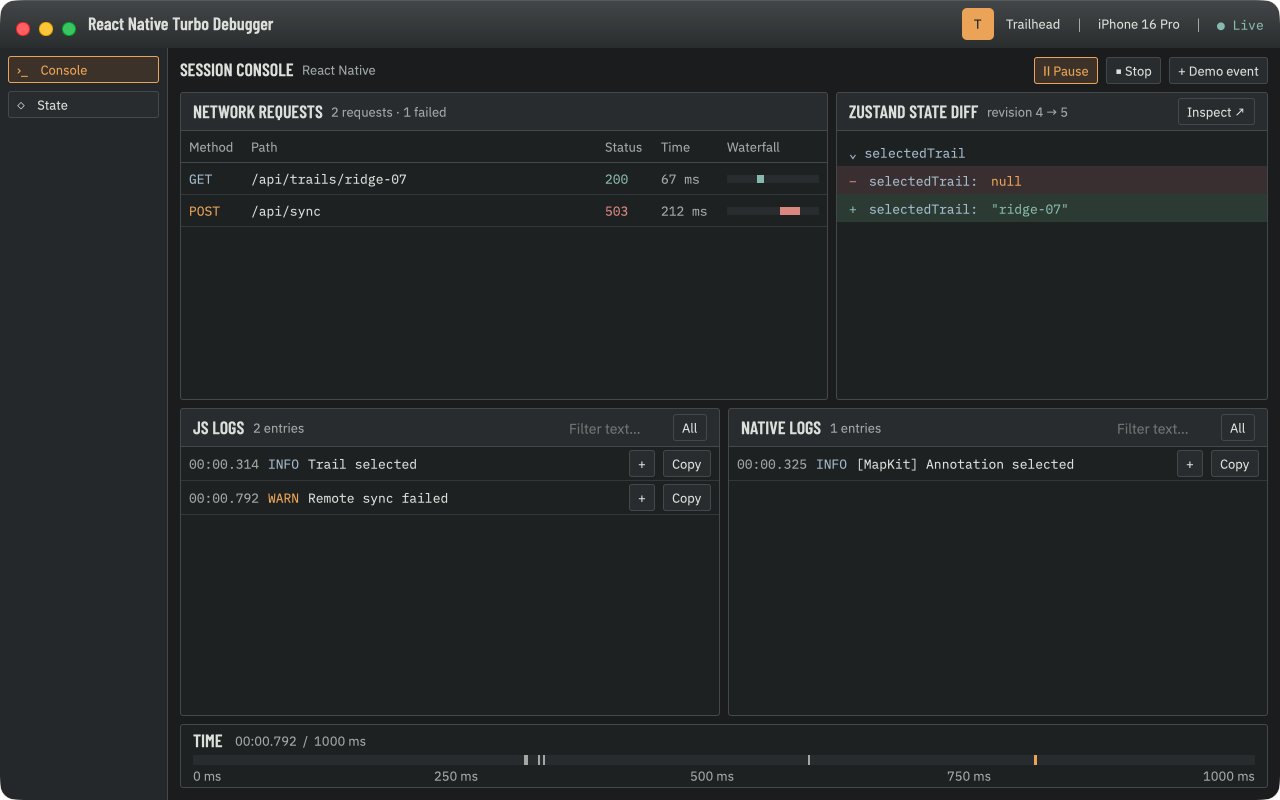 React Native Turbo Debugger
T Trailhead | iPhone 16 Pro | ● Live
›_ Console
◇ State
SESSION CONSOLE React Native
II Pause
▪ Stop
+ Demo event
NETWORK REQUESTS 2 requests · 1 failed
Method Path Status Time Waterfall
GET /api/trails/ridge-07 200 67 ms
POST /api/sync 503 212 ms
ZUSTAND STATE DIFF revision 4 → 5 Inspect ↗
⌄ selectedTrail
− selectedTrail: null
+ selectedTrail: "ridge-07"
JS LOGS 2 entries Filter text... All
00:00.314 INFO Trail selected + Copy
00:00.792 WARN Remote sync failed + Copy
NATIVE LOGS 1 entries Filter text... All
00:00.325 INFO [MapKit] Annotation selected + Copy
TIME 00:00.792 / 1000 ms
0 ms 250 ms 500 ms 750 ms 1000 ms